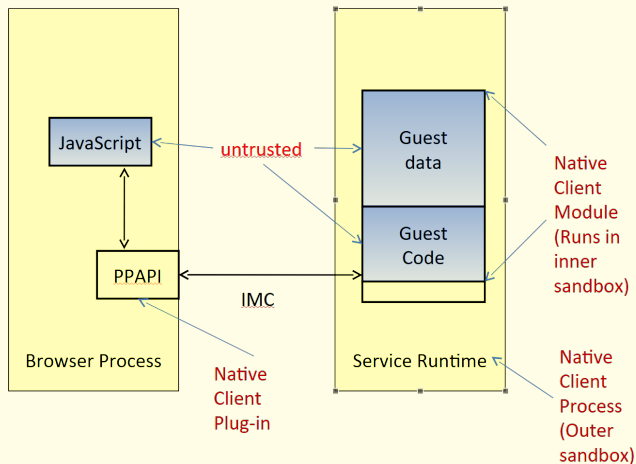 JavaScript
untrusted
Guest
data
Native
Client
Module
(Runs in
inner
sandbox)
Guest
Code
PPAPI
IMC
Browser Process
Service Runtime
Native
Client
Plug-in
Native
Client
Process
(Outer
sandbox)